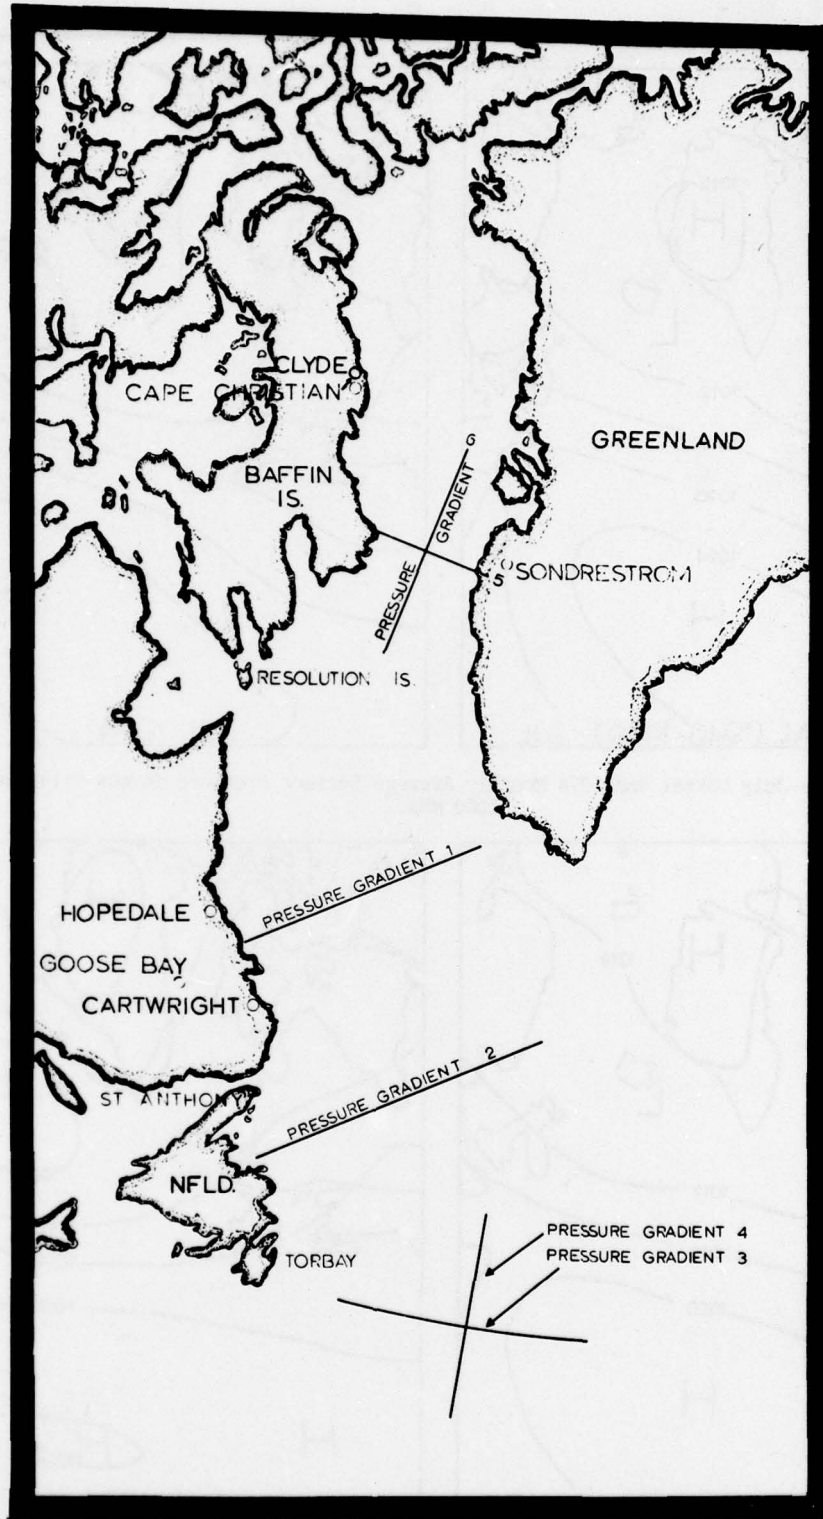 CLYDE
CAPE CHRISTIAN
GREENLAND
BAFFIN
IS.
PRESSURE GRADIENT 6
5
SONDRESTROM
RESOLUTION IS.
PRESSURE GRADIENT 1
HOPEDALE
GOOSE BAY
CARTWRIGHT
PRESSURE GRADIENT 2
ST ANTHONY
NFLD.
PRESSURE GRADIENT 4
PRESSURE GRADIENT 3
TORBAY